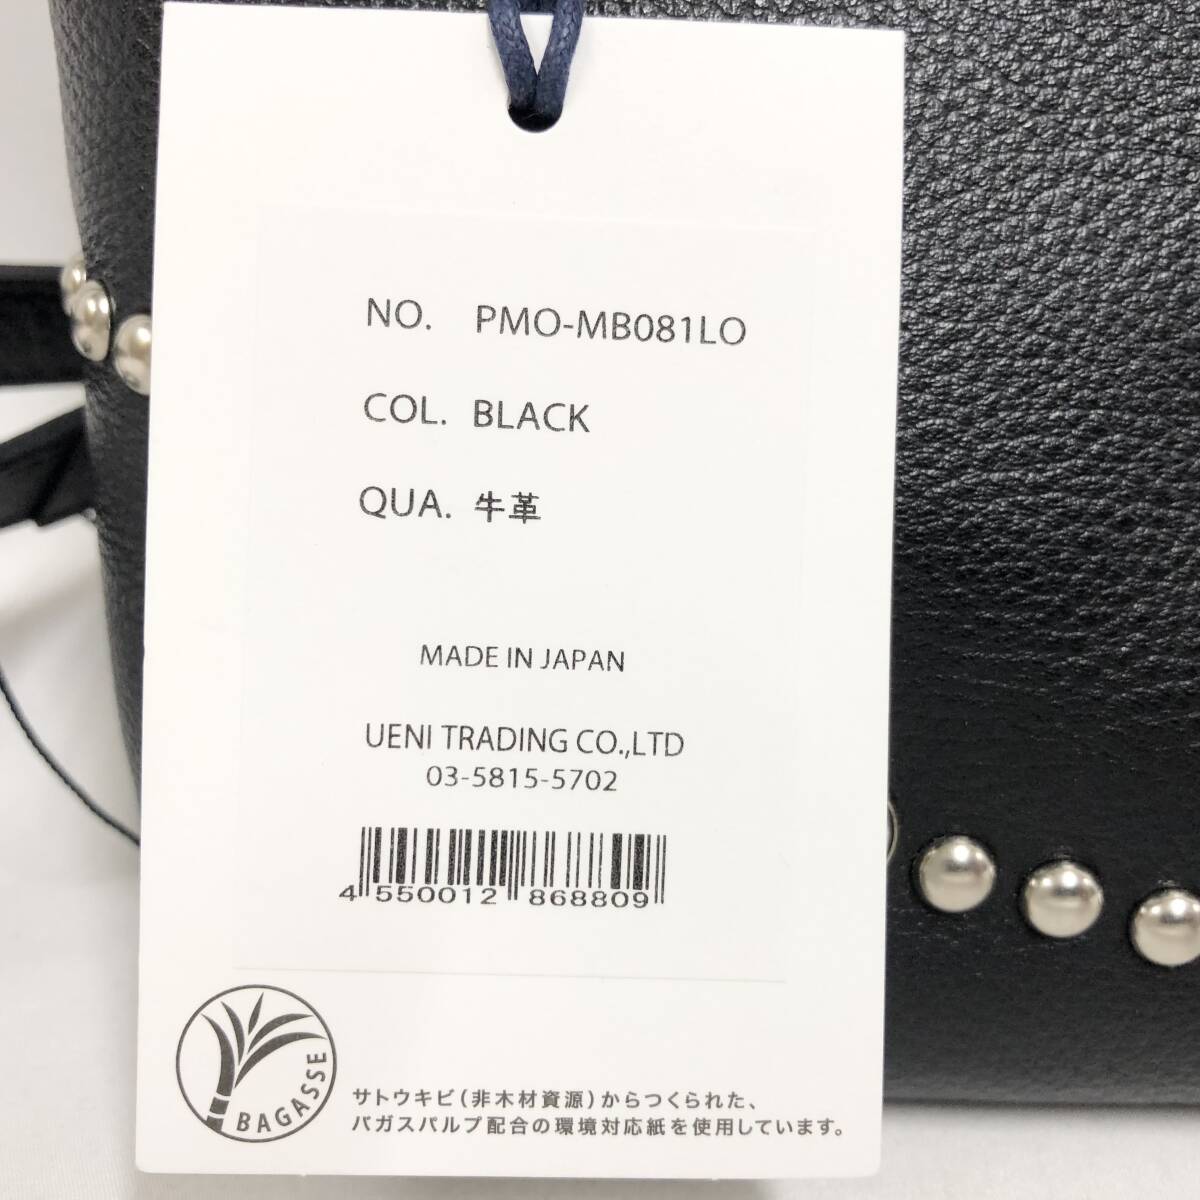 NO. PMO-MB081LO
COL. BLACK
QUA. 牛革
MADE IN JAPAN
UENI TRADING CO.,LTD
03-5815-5702
4 550012 868809
BAGASSE
サトウキビ(非木材資源)からつくられた、
バガスパルプ配合の環境対応紙を使用しています。